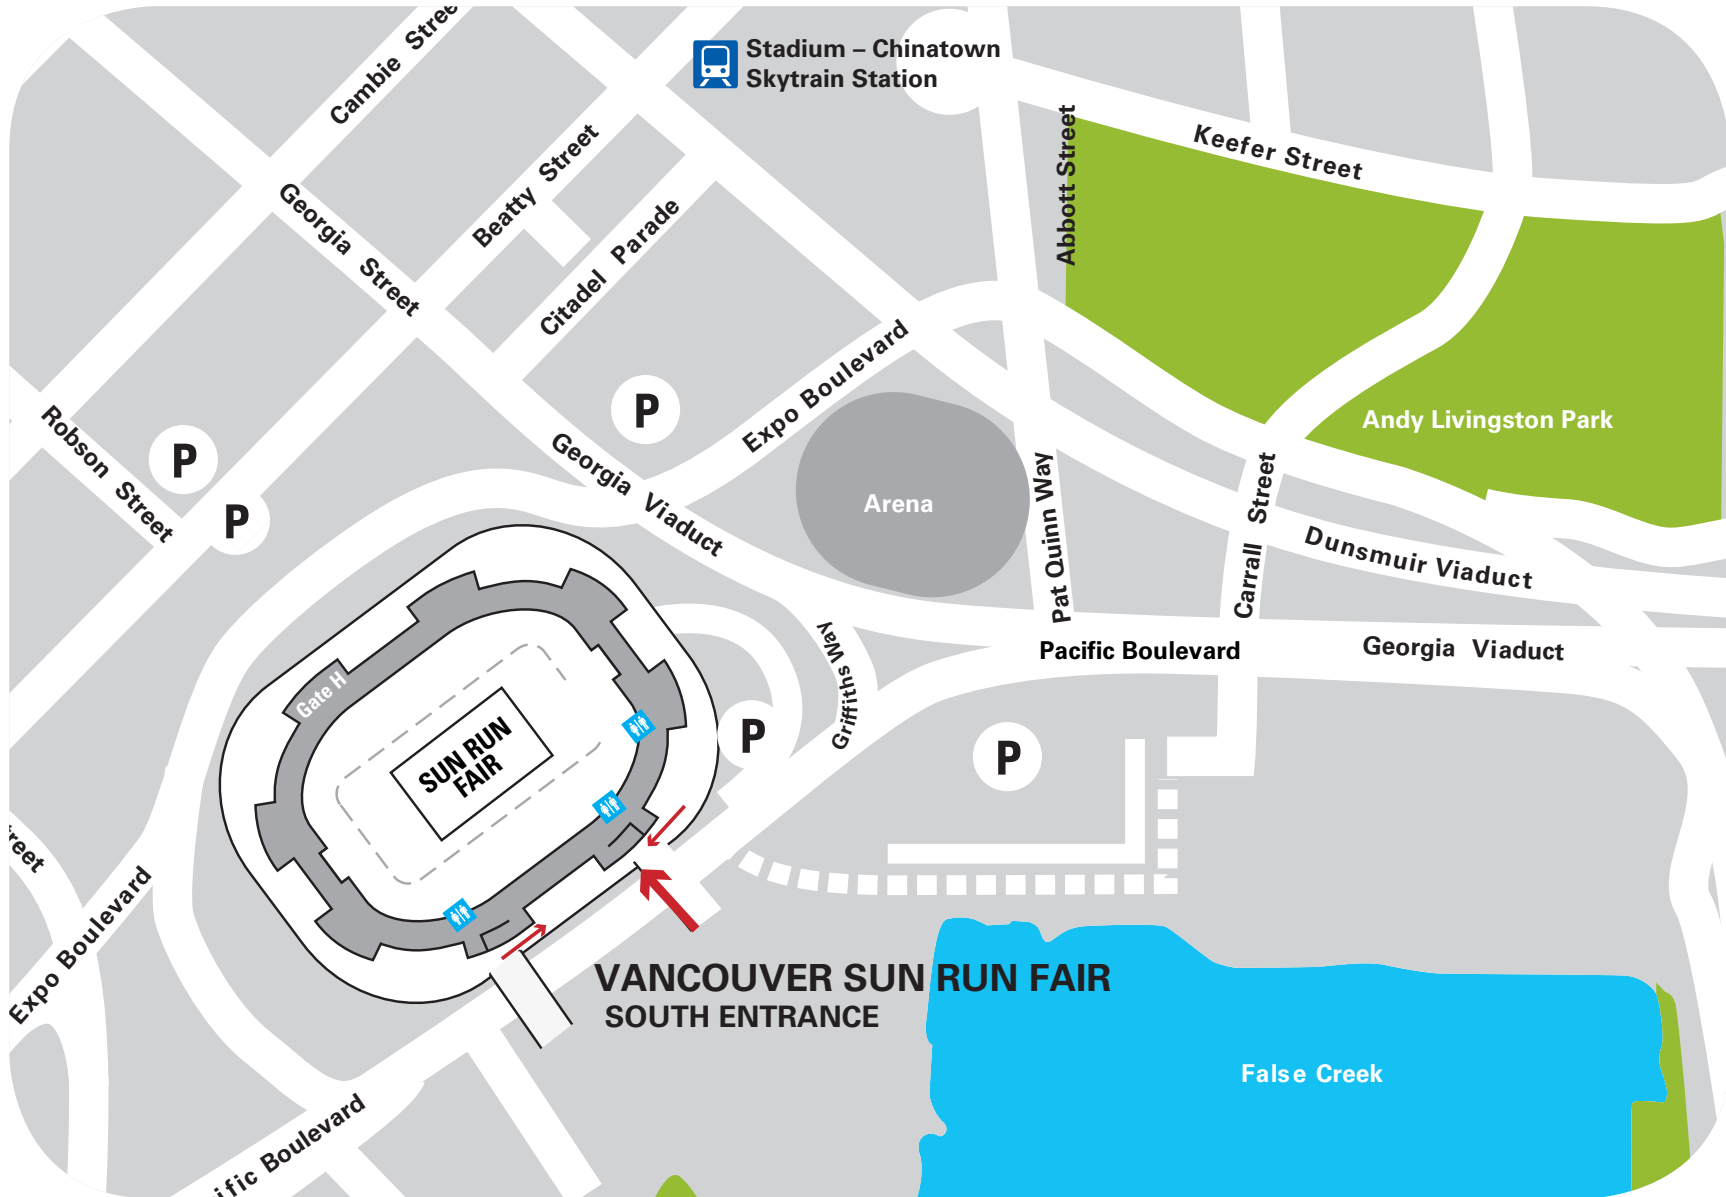 Cambie Stree
Stadium – Chinatown
Skytrain Station
Keefer Street
Abbott Street
Beatty Street
Georgia Street
Citadel Parade
Expo Boulevard
Andy Livingston Park
Robson Street
P
P
P
Georgia Viaduct
Arena
Pat Quinn Way
Carrall Street
Dunsmuir Viaduct
Griffiths Way
Pacific Boulevard
Georgia Viaduct
Gate H
SUN RUN
FAIR
P
P
reet
Expo Boulevard
VANCOUVER SUN RUN FAIR
SOUTH ENTRANCE
False Creek
ific Boulevard